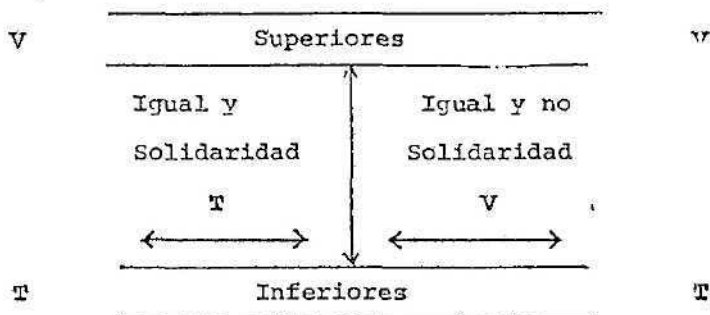 V Superiores V
Igual y Igual y no
Solidaridad Solidaridad
T V
T Inferiores T